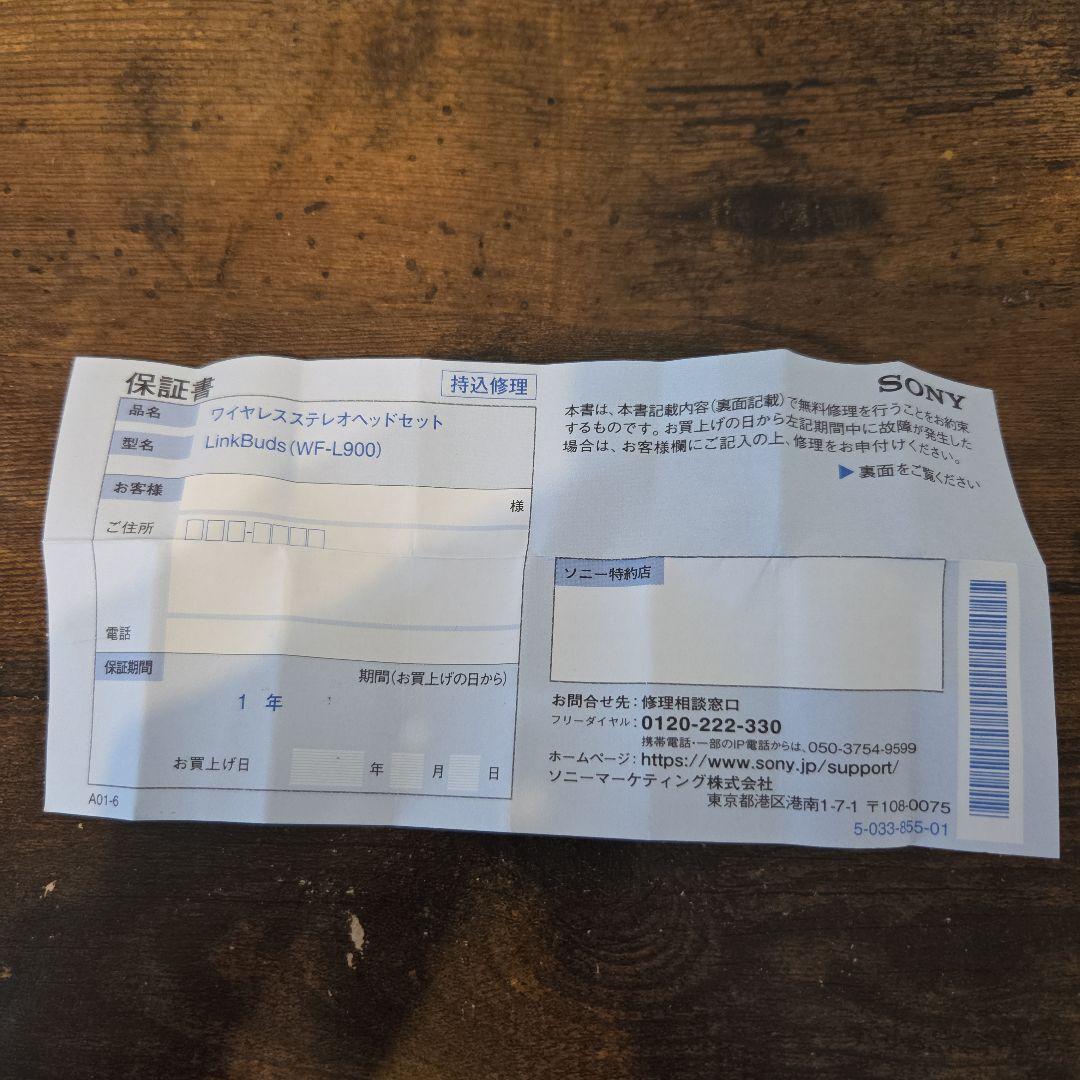 保証書
持込修理
品名 ワイヤレスステレオヘッドセット
型名 LinkBuds(WF-L900)
お客様 様
ご住所
電話
保証期間 期間(お買上げの日から)
1 年
お買上げ日 年 月 日
A01-6
SONY
本書は、本書記載内容(裏面記載)で無料修理を行うことをお約束
するものです。お買上げの日から左記期間中に故障が発生した
場合は、お客様欄にご記入の上、修理をお申付けください。
▶裏面をご覧ください
ソニー特約店
お問合せ先:修理相談窓口
フリーダイヤル:0120-222-330
携帯電話・一部のIP電話からは、050-3754-9599
ホームページ:https://www.sony.jp/support/
ソニーマーケティング株式会社
東京都港区港南1-7-1 〒108-0075
5-033-855-01